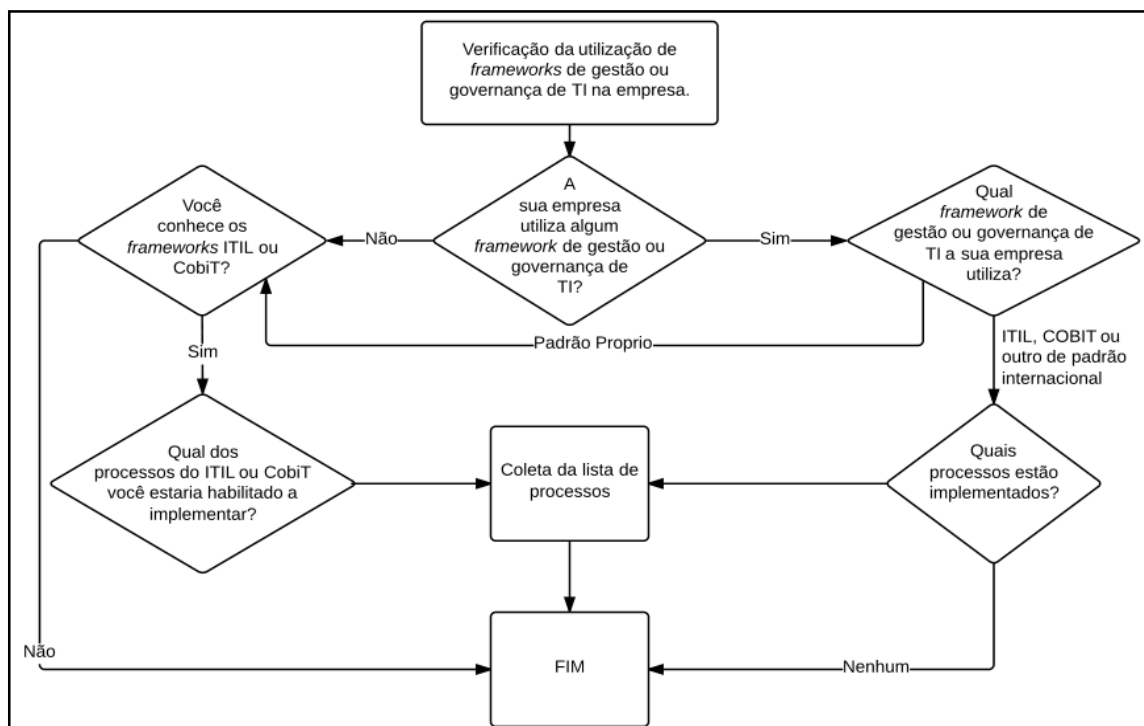 Verificação da utilização de
frameworks de gestão ou
governança de TI na empresa.
A
sua empresa
utiliza algum
framework de gestão ou
governança de
TI?
Não
Sim
Você
conhece os
frameworks ITIL ou
CobiT?
Qual
framework de
gestão ou governança de
TI a sua empresa
utiliza?
Padrão Proprio
Sim
ITIL, COBIT ou
outro de padrão
internacional
Qual dos
processos do ITIL ou CobiT
você estaria habilitado a
implementar?
Coleta da lista de
processos
Quais
processos estão
implementados?
Não
FIM
Nenhum